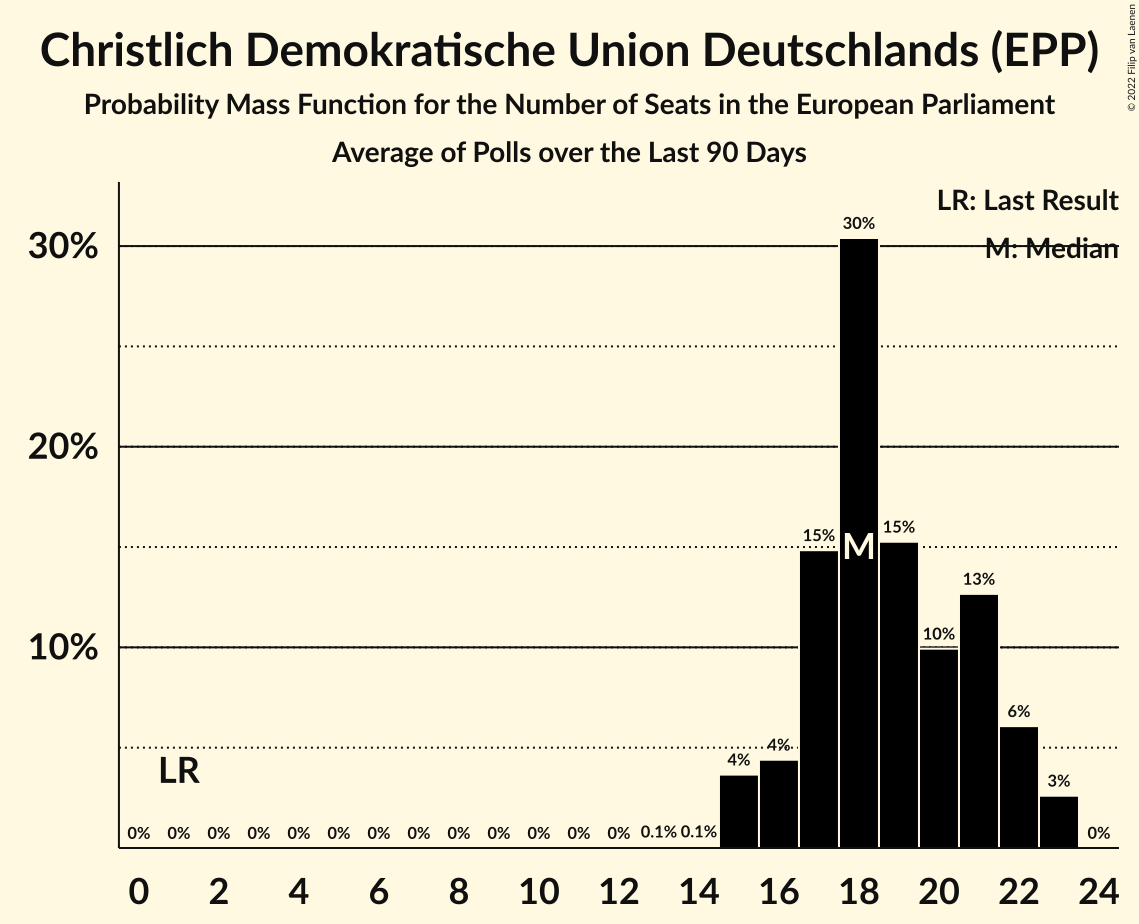 Christlich Demokratische Union Deutschlands (EPP)
Probability Mass Function for the Number of Seats in the European Parliament
Average of Polls over the Last 90 Days
© 2022 Filip van Laenen
LR: Last Result
M: Median
30%
20%
10%
30%
15%
M
15%
13%
10%
6%
4%
4%
3%
LR
0% 0% 0% 0% 0% 0% 0% 0% 0% 0% 0% 0% 0% 0.1% 0.1% 0%
0 2 4 6 8 10 12 14 16 18 20 22 24